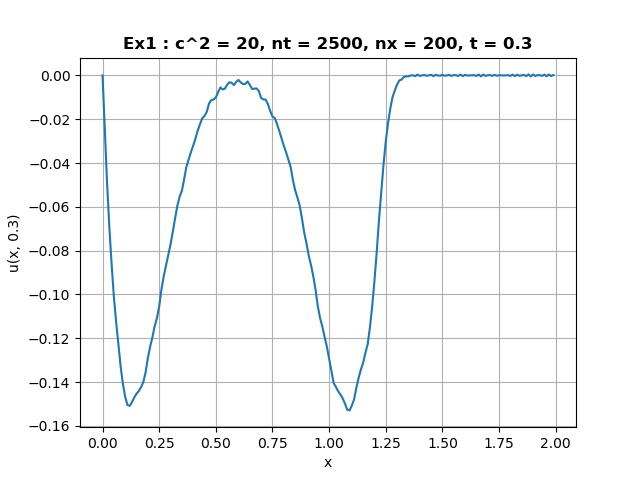 Ex1 : c^2 = 20, nt = 2500, nx = 200, t = 0.3
0.00
−0.02
−0.04
−0.06
−0.08
−0.10
−0.12
−0.14
−0.16
u(x, 0.3)
0.00 0.25 0.50 0.75 1.00 1.25 1.50 1.75 2.00
x